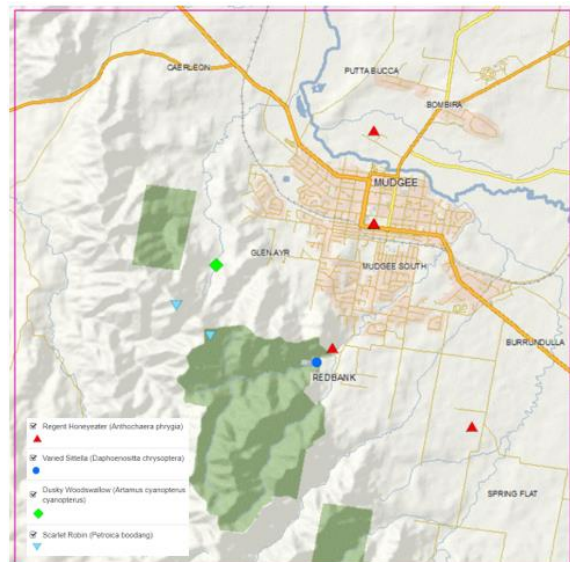 CAERLEON
PUTTA BUCCA
BOMBIRA
MUDGEE
GLEN AYR
MUDGEE SOUTH
BURRUNDULLA
REDBANK
Regent Honeyeater (Anthochaera phrygia)
Varied Sittella (Daphoenositta chrysoptera)
Dusky Woodswallow (Artamus cyanopterus
cyanopterus)
Scarlet Robin (Petroica boodang)
SPRING FLAT